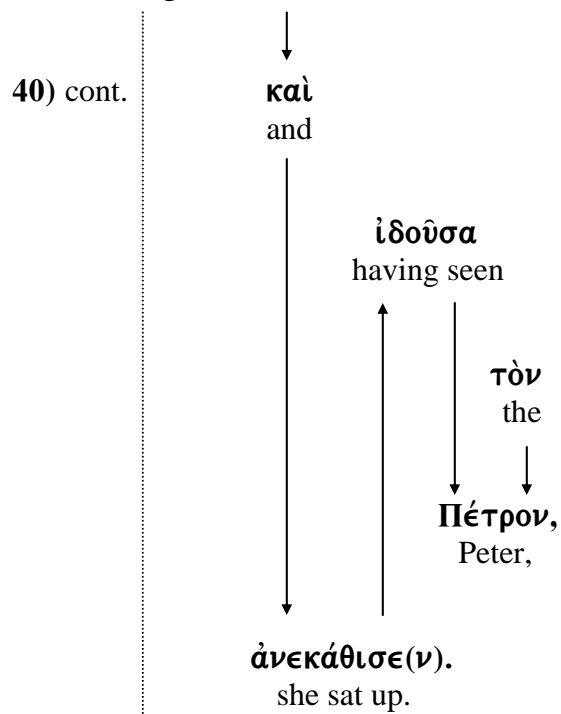 40) cont.
καὶ
and
ἰδοῦσα
having seen
τὸν
the
Πέτρον,
Peter,
ἀνεκάθισε(ν).
she sat up.